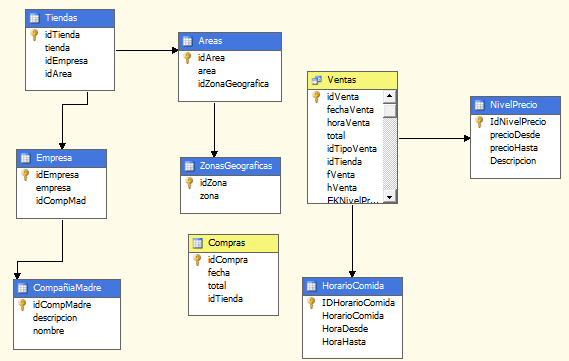 Tiendas
idTienda
tienda
idEmpresa
idArea
Areas
idArea
area
idZonaGeografica
Ventas
idVenta
fechaVenta
horaVenta
total
idTipoVenta
idTienda
fVenta
hVenta
FKNivelPr...
NivelPrecio
IdNivelPrecio
precioDesde
precioHasta
Descripcion
Empresa
idEmpresa
empresa
idCompMad
ZonasGeograficas
idZona
zona
Compras
idCompra
fecha
total
idTienda
CompañiaMadre
idCompMadre
descripcion
nombre
HorarioComida
IDHorarioComida
HorarioComida
HoraDesde
HoraHasta